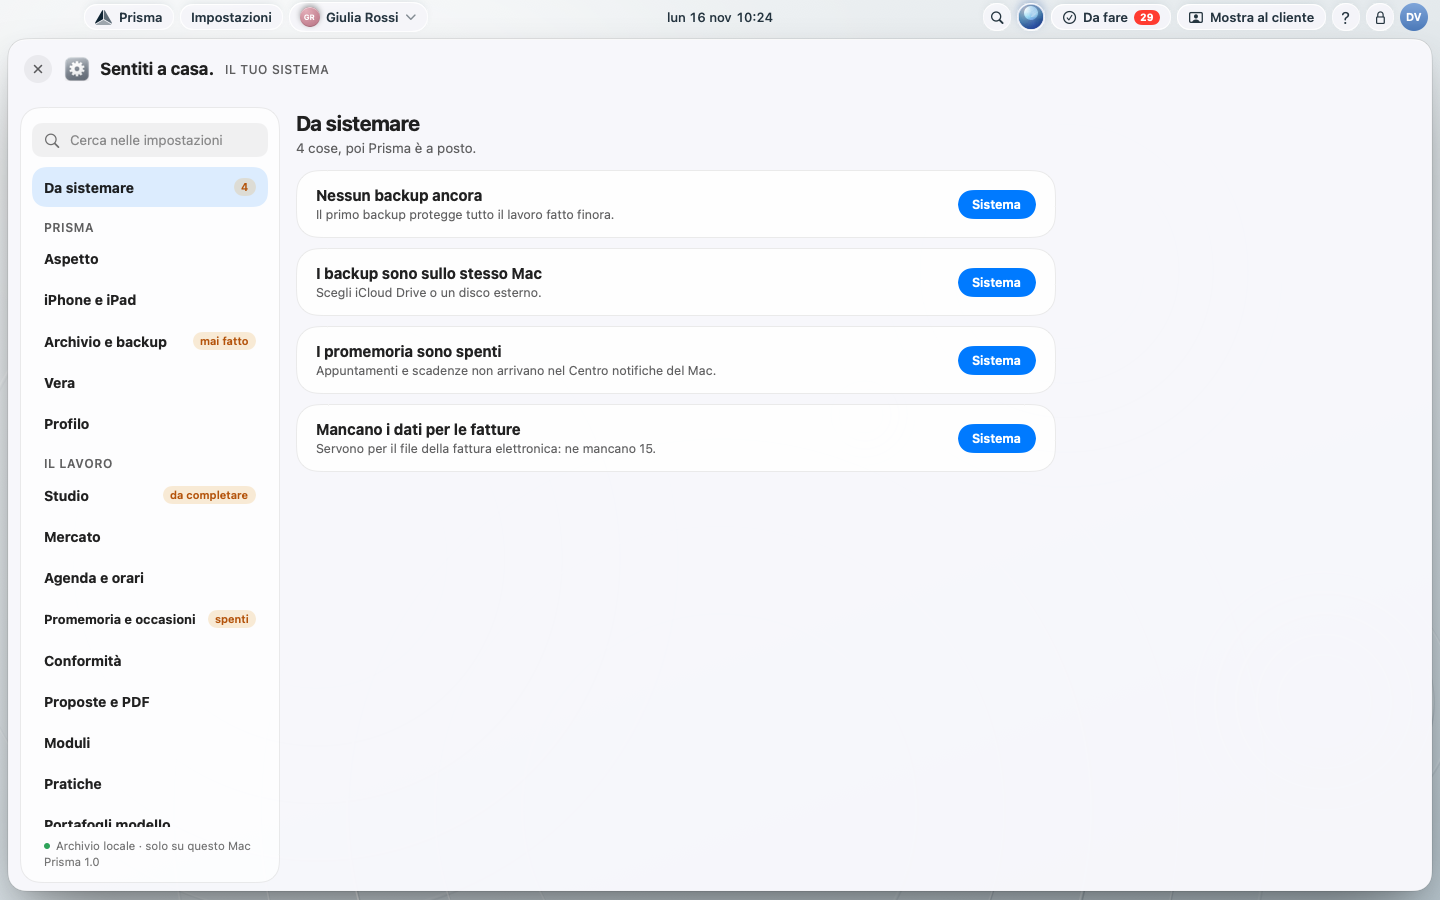 Prisma
Impostazioni
GR Giulia Rossi
lun 16 nov 10:24
Da fare 29
Mostra al cliente
?
DV
Sentiti a casa. IL TUO SISTEMA
Cerca nelle impostazioni
Da sistemare 4
PRISMA
Aspetto
iPhone e iPad
Archivio e backup mai fatto
Vera
Profilo
IL LAVORO
Studio da completare
Mercato
Agenda e orari
Promemoria e occasioni spenti
Conformità
Proposte e PDF
Moduli
Pratiche
Portafogli modello
Archivio locale · solo su questo Mac
Prisma 1.0
Da sistemare
4 cose, poi Prisma è a posto.
Nessun backup ancora
Il primo backup protegge tutto il lavoro fatto finora.
Sistema
I backup sono sullo stesso Mac
Scegli iCloud Drive o un disco esterno.
Sistema
I promemoria sono spenti
Appuntamenti e scadenze non arrivano nel Centro notifiche del Mac.
Sistema
Mancano i dati per le fatture
Servono per il file della fattura elettronica: ne mancano 15.
Sistema